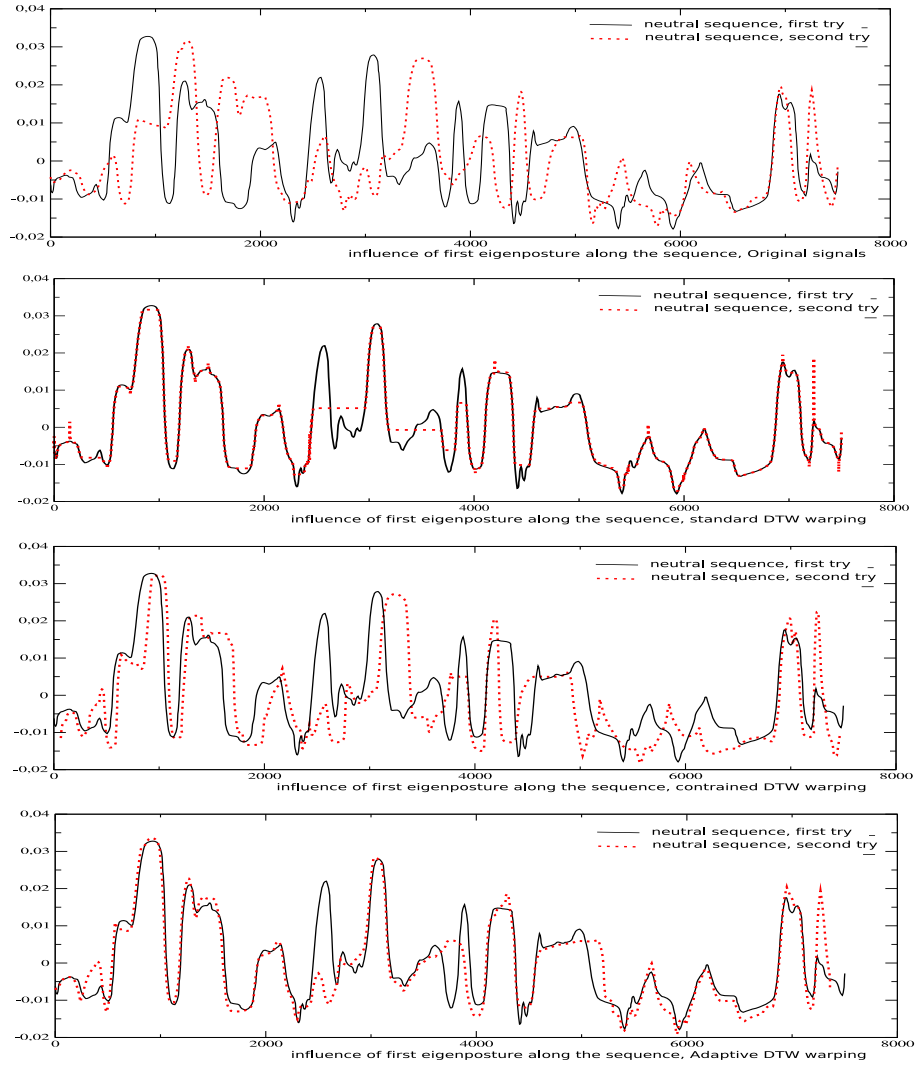 0,04
neutral sequence, first try
neutral sequence, second try
0,03
0,02
0,01
0
-0,01
-0,02
0 2000 4000 6000 8000
influence of first eigenposture along the sequence, Original signals
0,04
neutral sequence, first try
neutral sequence, second try
0,03
0,02
0,01
0
-0,01
-0,02
0 2000 4000 6000 8000
influence of first eigenposture along the sequence, standard DTW warping
0,04
neutral sequence, first try
neutral sequence, second try
0,03
0,02
0,01
0
-0,01
-0,02
0 2000 4000 6000 8000
influence of first eigenposture along the sequence, contrained DTW warping
0,04
neutral sequence, first try
neutral sequence, second try
0,03
0,02
0,01
0
-0,01
-0,02
0 2000 4000 6000 8000
influence of first eigenposture along the sequence, Adaptive DTW warping